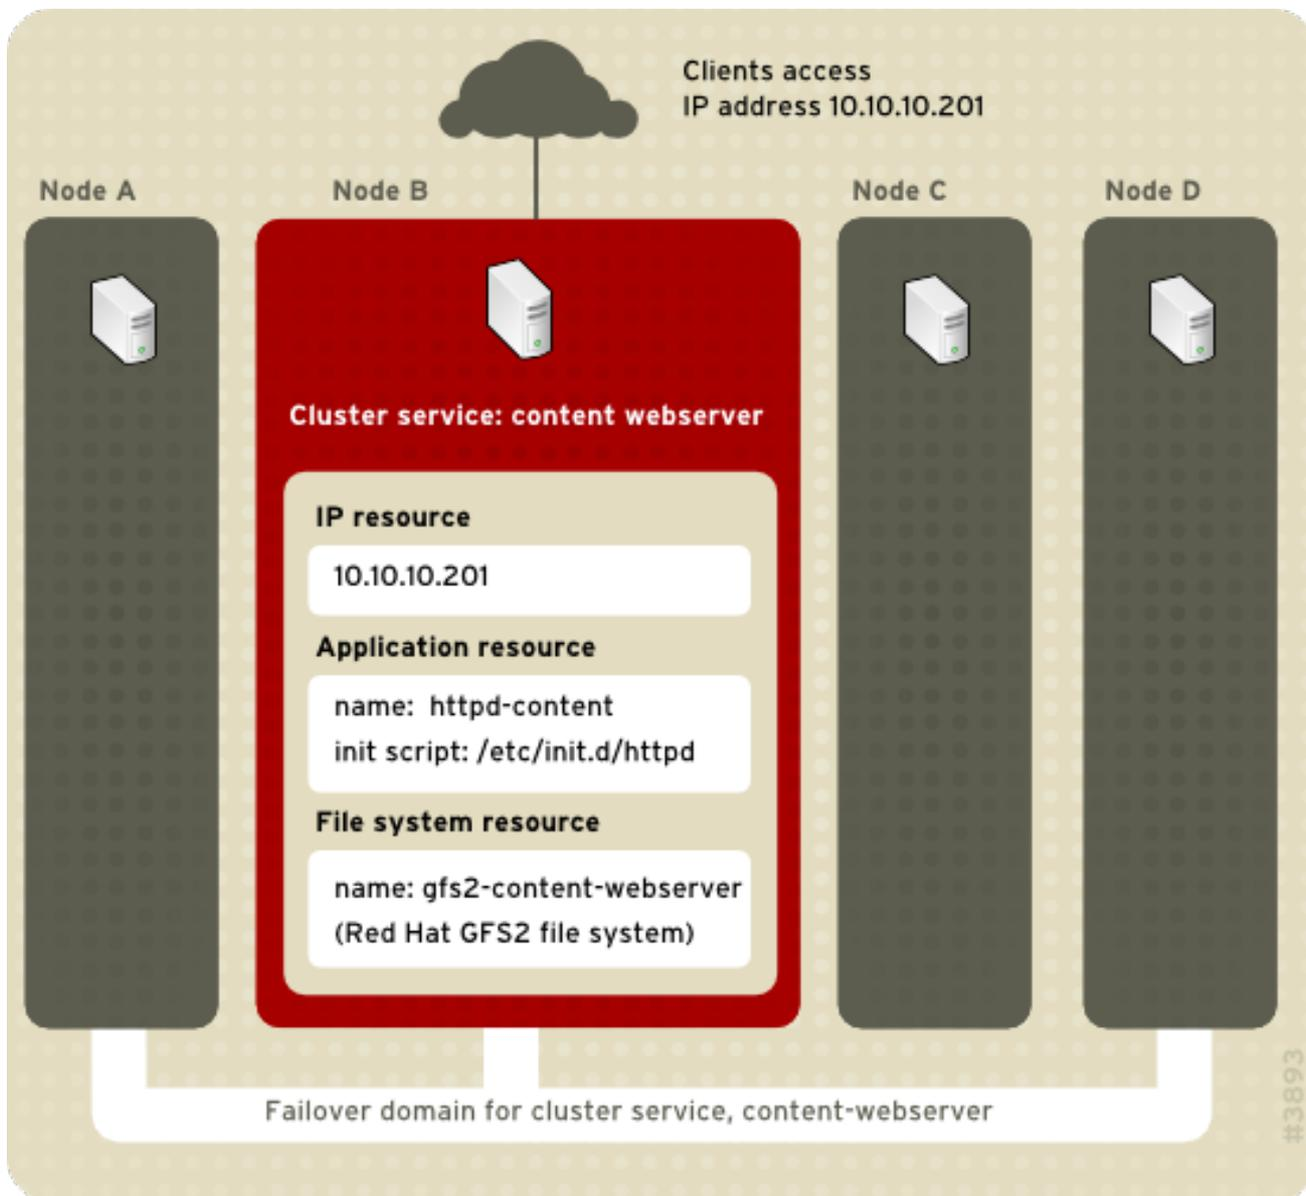 Clients access
IP address 10.10.10.201
Node A
Node B
Node C
Node D
Cluster service: content webserver
IP resource
10.10.10.201
Application resource
name: httpd-content
init script: /etc/init.d/httpd
File system resource
name: gfs2-content-webserver
(Red Hat GFS2 file system)
Failover domain for cluster service, content-webserver
#3893